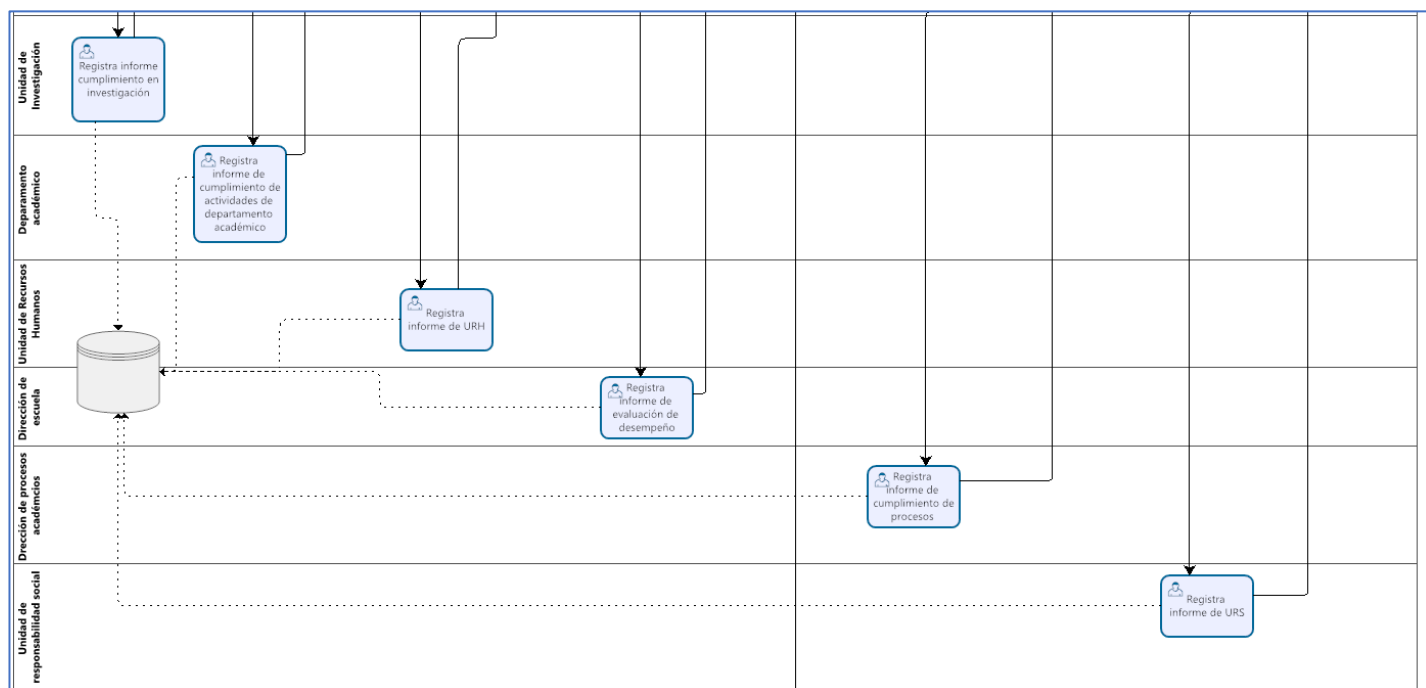 Unidad de
Investigación
Registra informe
cumplimiento en
investigación
Deparamento
académico
Registra
informe de
cumplimiento de
actividades de
departamento
académico
Unidad de Recursos
Humanos
Registra
informe de URH
Dirección de
escuela
Registra
informe de
evaluación de
desempeño
Drección de procesos
académcios
Registra
informe de
cumplimiento de
procesos
Unidad de
responsabilidad social
Registra
informe de URS